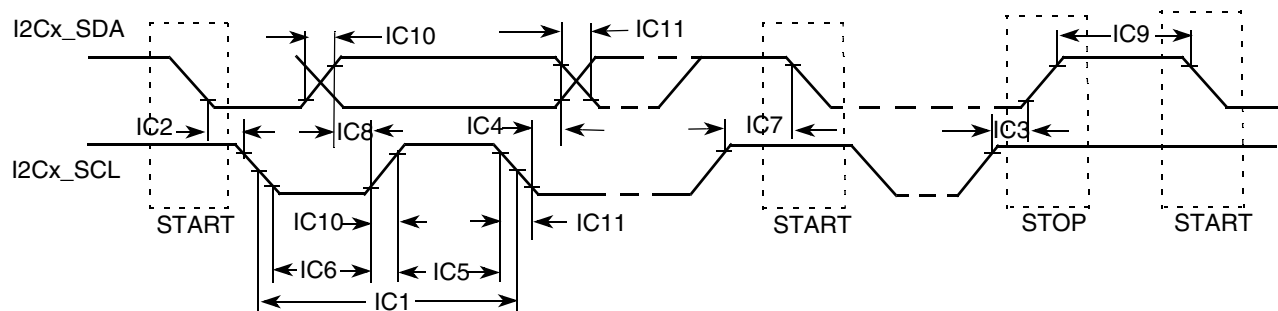 I2Cx_SDA
IC10
IC11
IC9
IC2
IC8
IC4
IC7
IC3
I2Cx_SCL
START
IC10
IC11
START
STOP
START
IC6
IC5
IC1